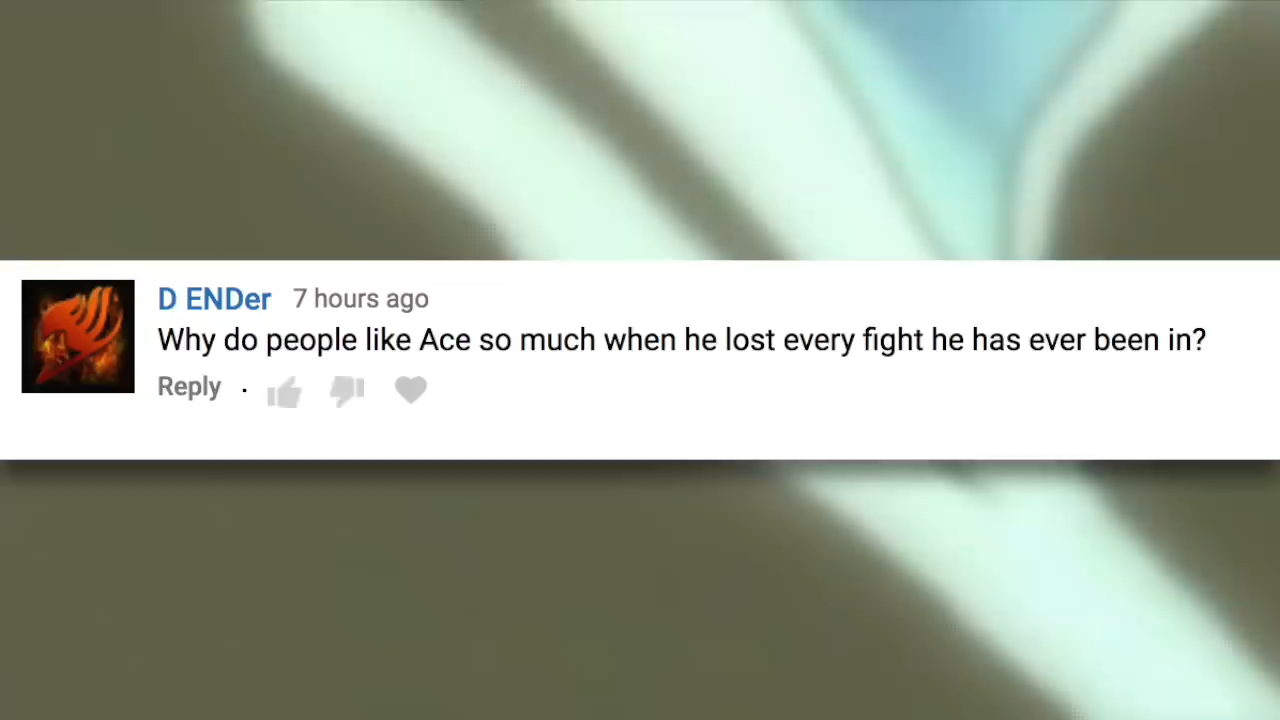 D ENDer 7 hours ago
Why do people like Ace so much when he lost every fight he has ever been in?
Reply .